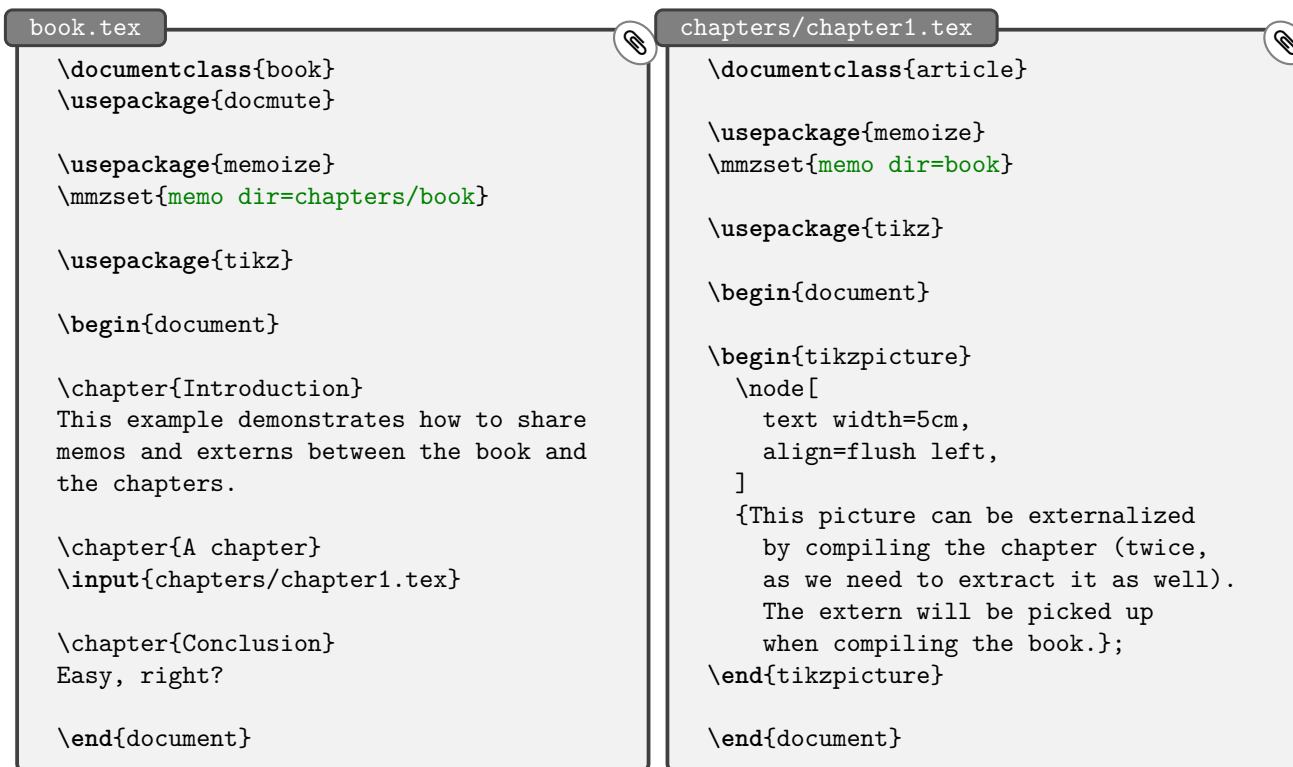 book.tex
\documentclass{book}
\usepackage{docmute}
\usepackage{memoize}
\mmzset{memo dir=chapters/book}
\usepackage{tikz}
\begin{document}
\chapter{Introduction}
This example demonstrates how to share
memos and externs between the book and
the chapters.
\chapter{A chapter}
\input{chapters/chapter1.tex}
\chapter{Conclusion}
Easy, right?
\end{document}
chapters/chapter1.tex
\documentclass{article}
\usepackage{memoize}
\mmzset{memo dir=book}
\usepackage{tikz}
\begin{document}
\begin{tikzpicture}
\node[
text width=5cm,
align=flush left,
]
{This picture can be externalized
by compiling the chapter (twice,
as we need to extract it as well).
The extern will be picked up
when compiling the book.};
\end{tikzpicture}
\end{document}